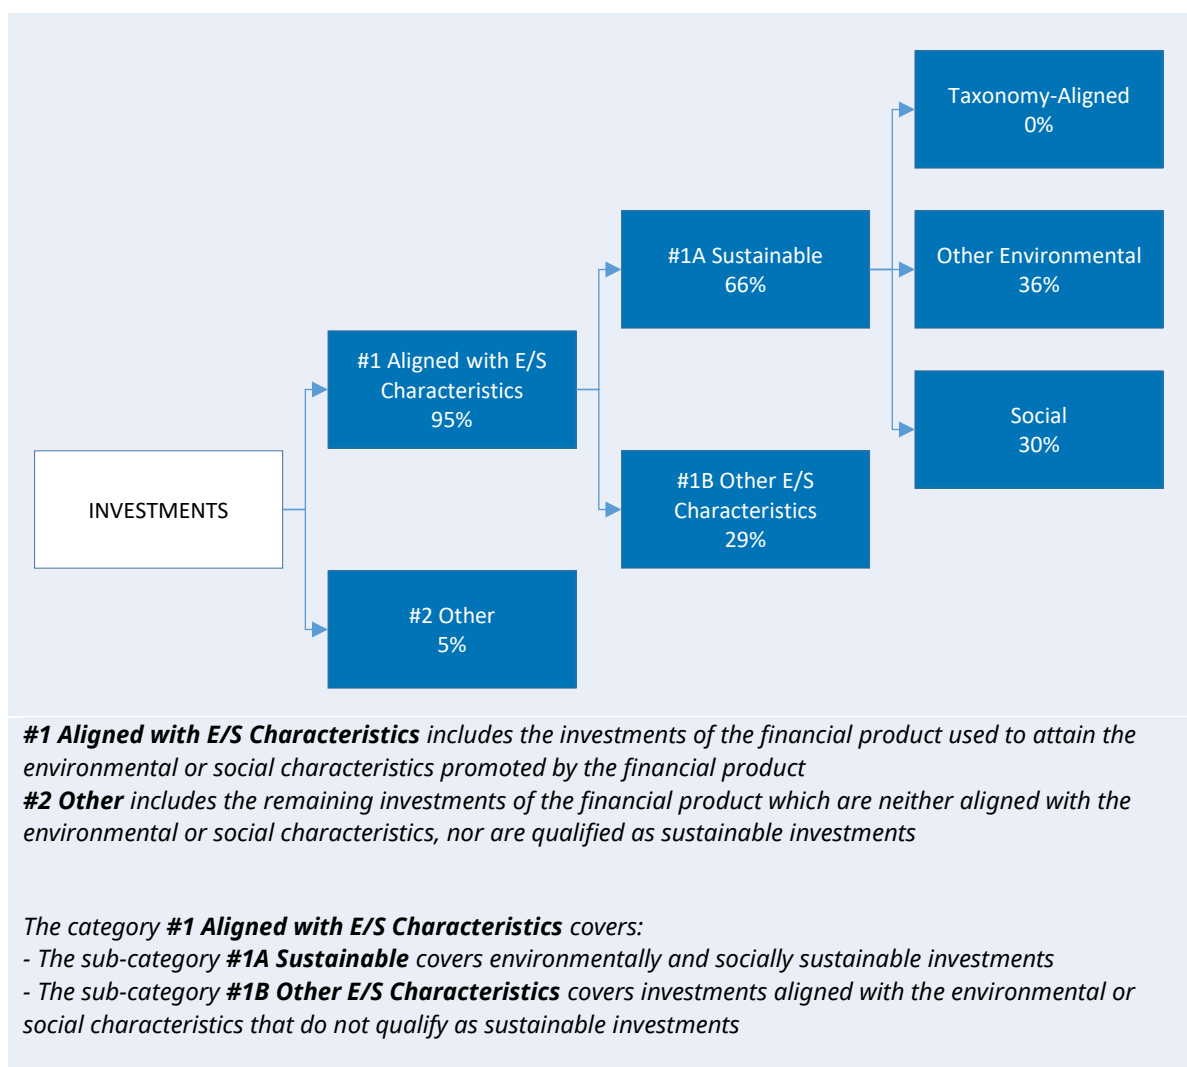 Taxonomy-Aligned
0%
#1A Sustainable
66%
Other Environmental
36%
#1 Aligned with E/S
Characteristics
95%
Social
30%
INVESTMENTS
#1B Other E/S
Characteristics
29%
#2 Other
5%
#1 Aligned with E/S Characteristics includes the investments of the financial product used to attain the
environmental or social characteristics promoted by the financial product
#2 Other includes the remaining investments of the financial product which are neither aligned with the
environmental or social characteristics, nor are qualified as sustainable investments
The category #1 Aligned with E/S Characteristics covers:
- The sub-category #1A Sustainable covers environmentally and socially sustainable investments
- The sub-category #1B Other E/S Characteristics covers investments aligned with the environmental or
social characteristics that do not qualify as sustainable investments